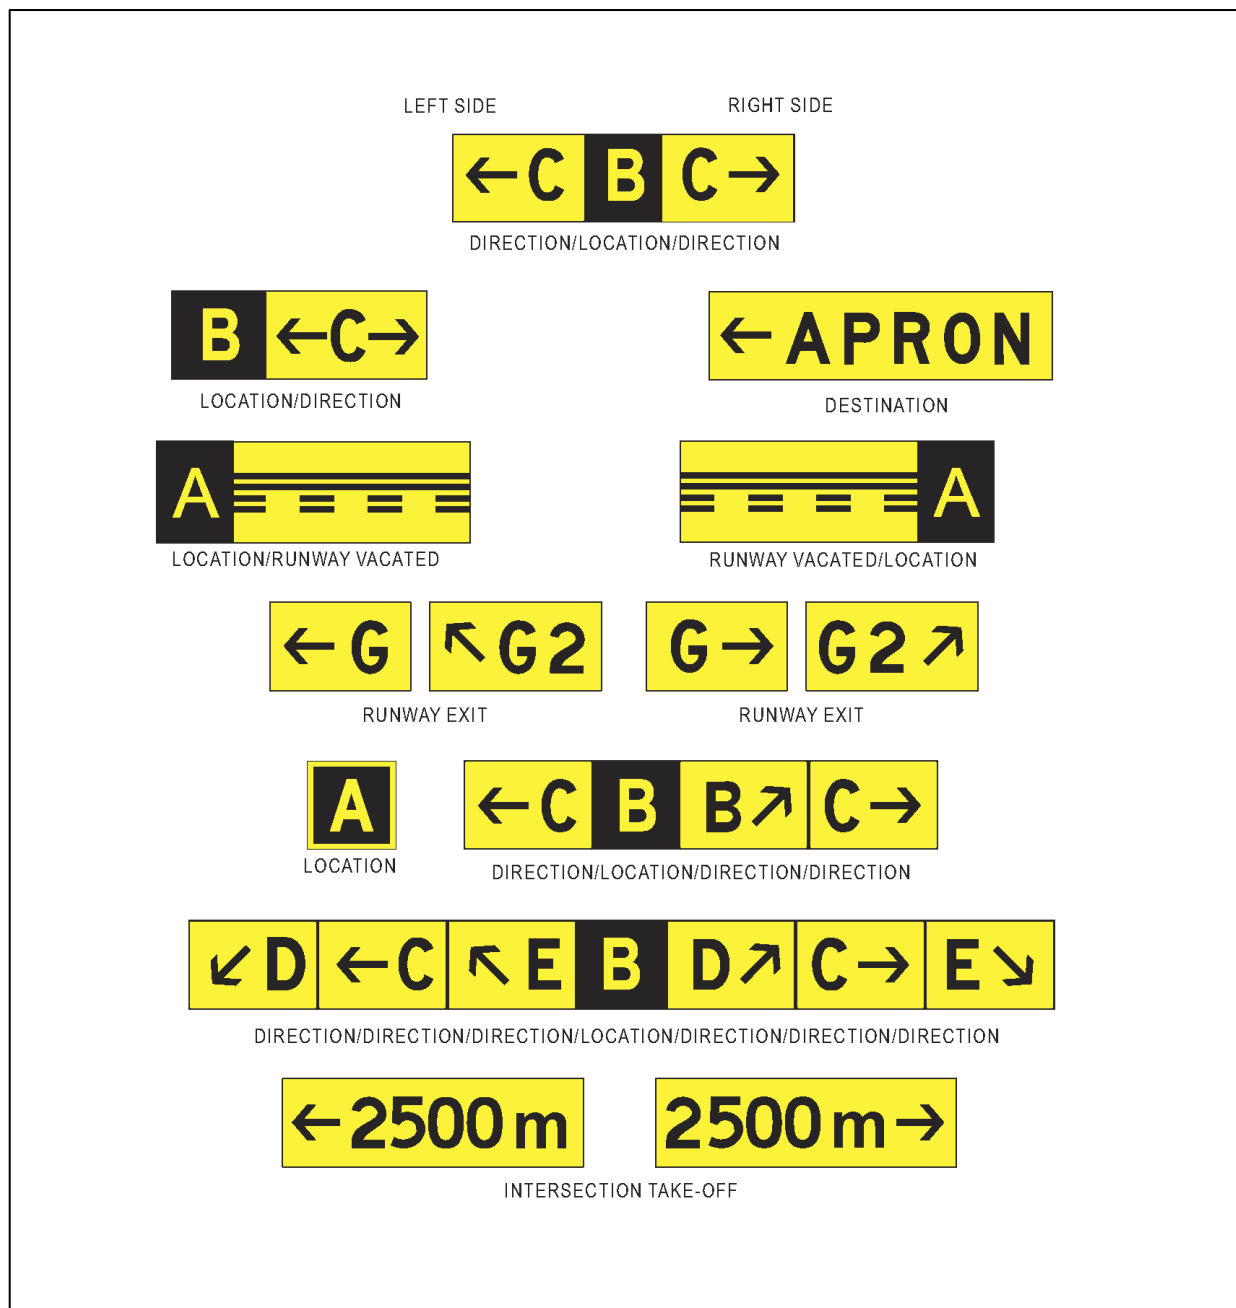 LEFT SIDE RIGHT SIDE
←C B C→
DIRECTION/LOCATION/DIRECTION
B ←C→ ←APRON
LOCATION/DIRECTION DESTINATION
A A
LOCATION/RUNWAY VACATED RUNWAY VACATED/LOCATION
←G ↖G2 G→ G2↗
RUNWAY EXIT RUNWAY EXIT
A ←C B B↗ C→
LOCATION DIRECTION/LOCATION/DIRECTION/DIRECTION
↙D ←C ↖E B D↗ C→ E↘
DIRECTION/DIRECTION/DIRECTION/LOCATION/DIRECTION/DIRECTION/DIRECTION
←2500m 2500m→
INTERSECTION TAKE-OFF